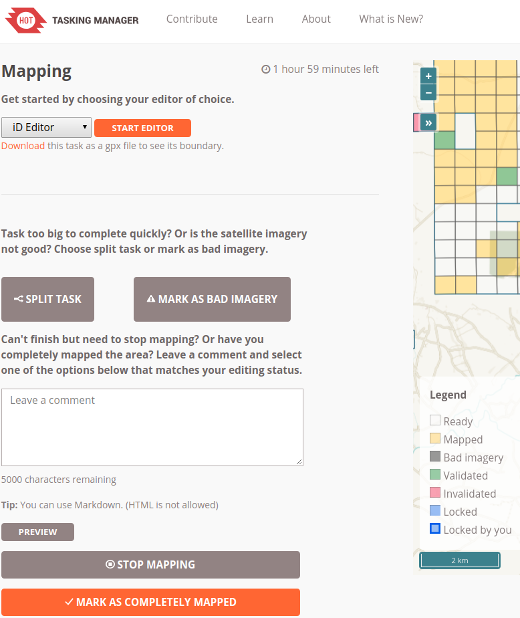 HOT TASKING MANAGER Contribute Learn About What is New?
Mapping 1 hour 59 minutes left
Get started by choosing your editor of choice.
iD Editor START EDITOR
Download this task as a gpx file to see its boundary.
Task too big to complete quickly? Or is the satellite imagery
not good? Choose split task or mark as bad imagery.
SPLIT TASK MARK AS BAD IMAGERY
Can't finish but need to stop mapping? Or have you
completely mapped the area? Leave a comment and select
one of the options below that matches your editing status.
Leave a comment
5000 characters remaining
Tip: You can use Markdown. (HTML is not allowed)
PREVIEW
STOP MAPPING
✓ MARK AS COMPLETELY MAPPED
+
−
»
Legend
Ready
Mapped
Bad imagery
Validated
Invalidated
Locked
Locked by you
2 km